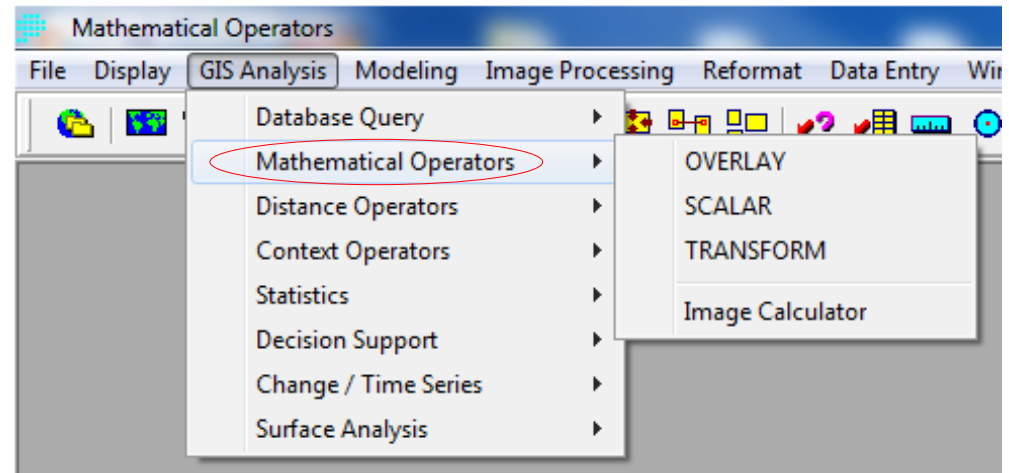 Mathematical Operators
File Display GIS Analysis Modeling Image Processing Reformat Data Entry
Database Query
Mathematical Operators
Distance Operators
Context Operators
Statistics
Decision Support
Change / Time Series
Surface Analysis
OVERLAY
SCALAR
TRANSFORM
Image Calculator